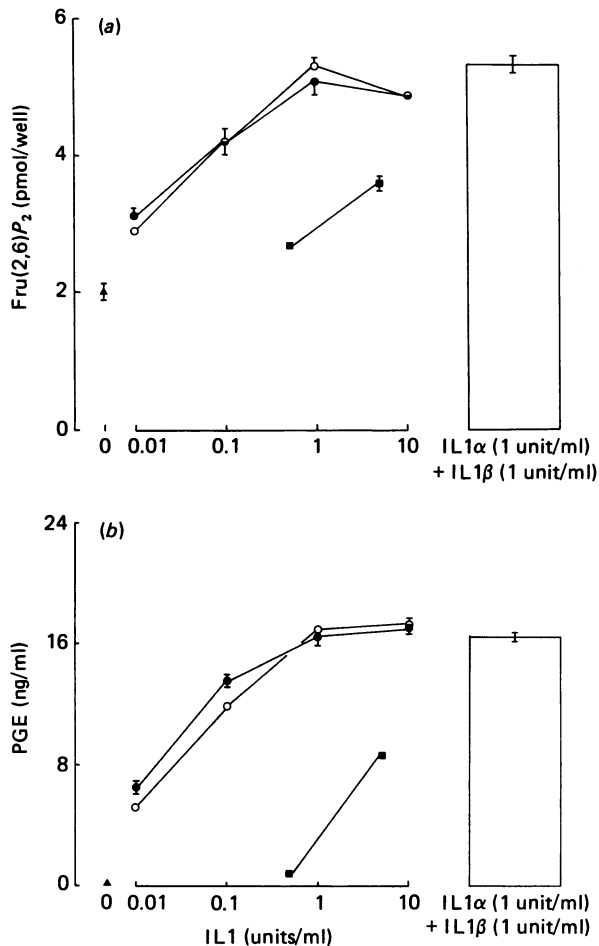 (a)
Fru(2,6)P₂ (pmol/well)
6
4
2
0
0 0.01 0.1 1 10
IL1α (1 unit/ml)
+ IL1β (1 unit/ml)
(b)
PGE (ng/ml)
24
16
8
0
0 0.01 0.1 1 10
IL1 (units/ml)
IL1α (1 unit/ml)
+ IL1β (1 unit/ml)